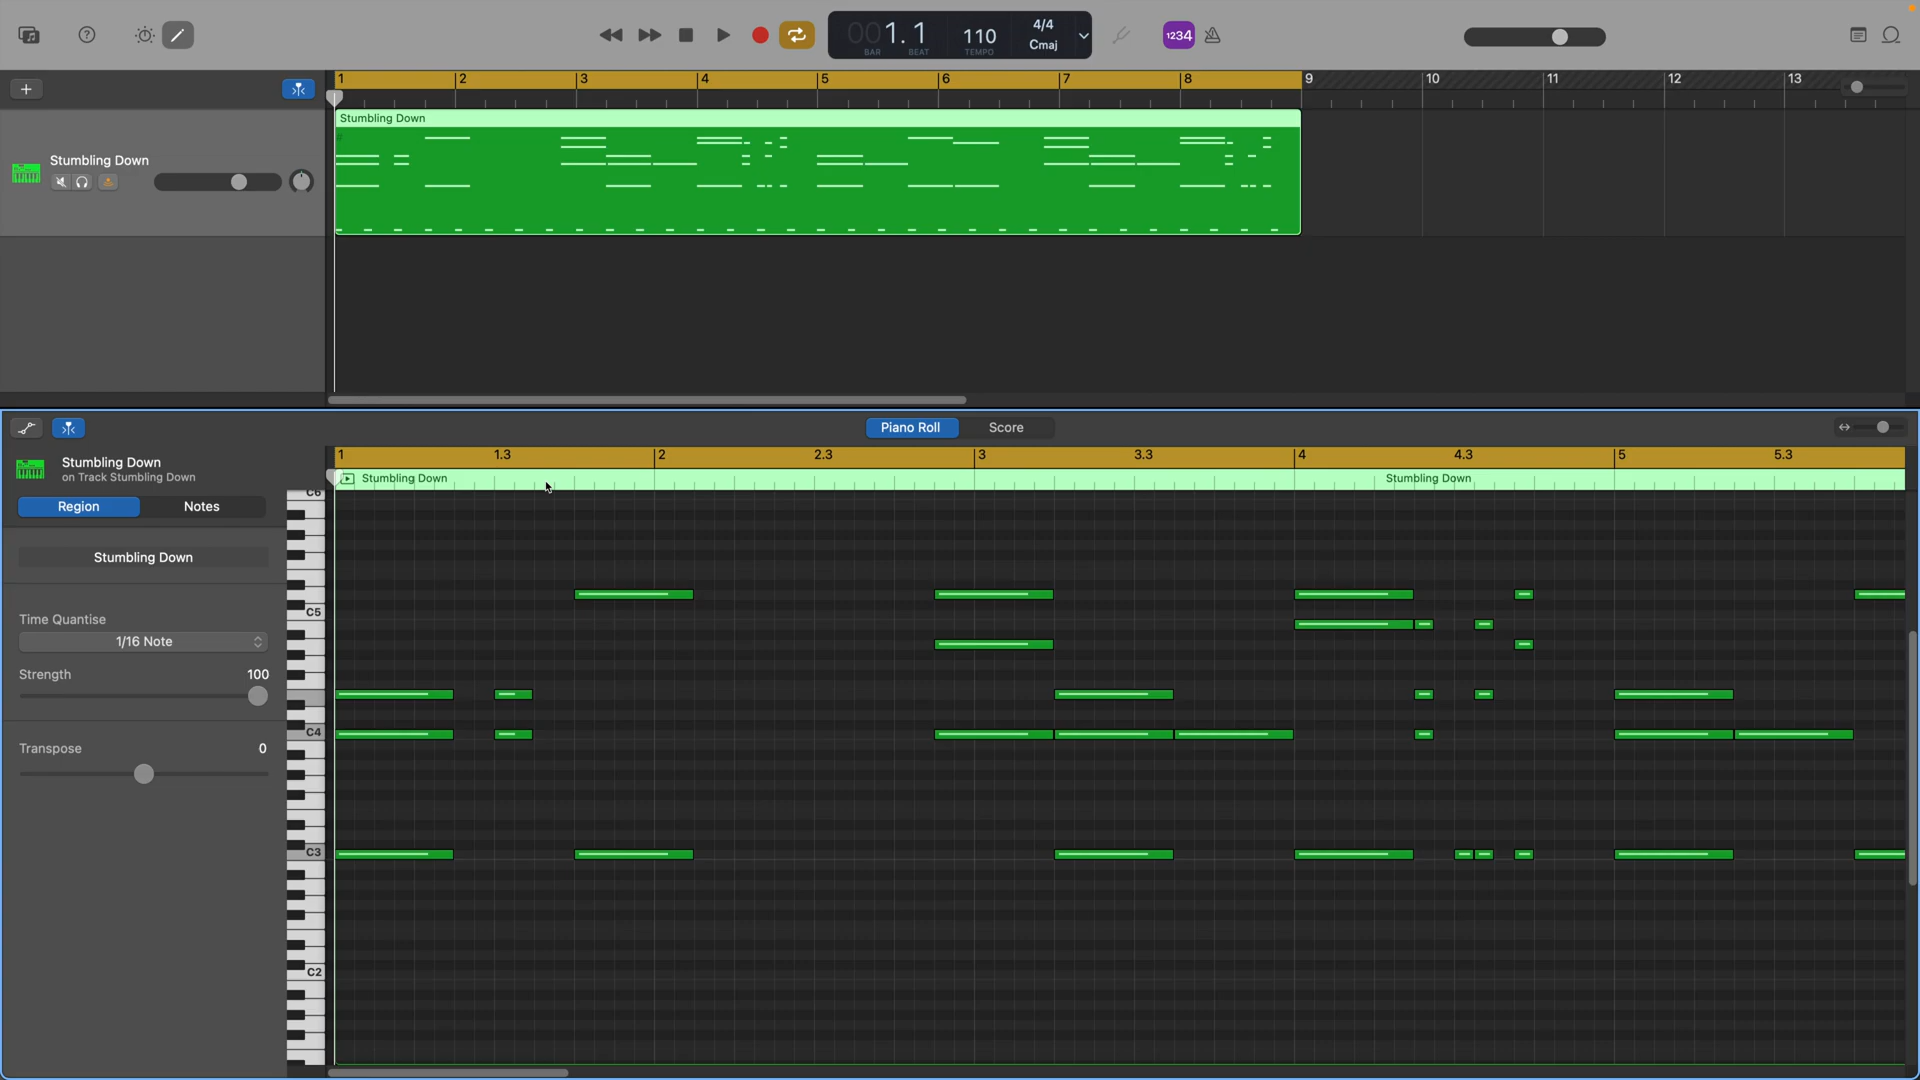 001. 1
BAR
BEAT
110
TEMPO
4/4
Cmaj
1234
1
2
3
4
5
6
7
8
9
10
11
12
13
Stumbling Down
Stumbling Down
Piano Roll
Score
Stumbling Down
on Track Stumbling Down
1
1.3
2
2.3
3
3.3
4
4.3
5
5.3
Stumbling Down
Stumbling Down
Region
Notes
Stumbling Down
Time Quantise
1/16 Note
Strength
100
Transpose
0
C6
C5
C4
C3
C2